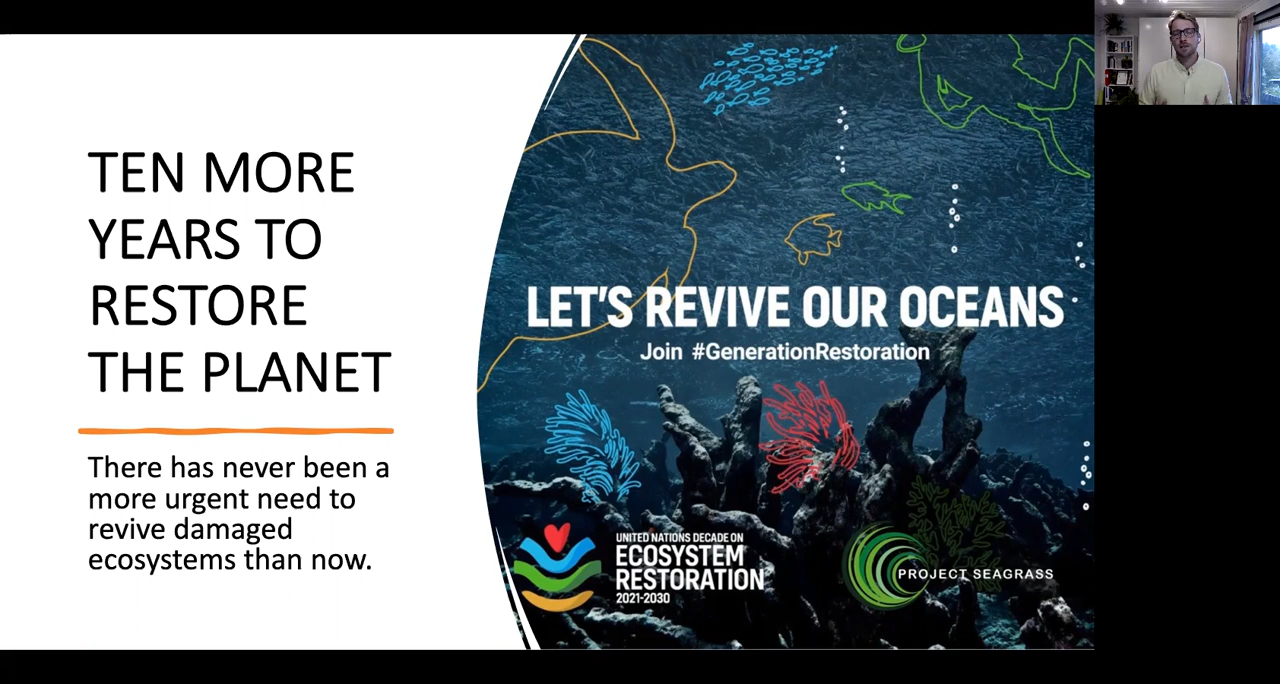 TEN MORE
YEARS TO
RESTORE
THE PLANET
There has never been a
more urgent need to
revive damaged
ecosystems than now.
LET'S REVIVE OUR OCEANS
Join #GenerationRestoration
UNITED NATIONS DECADE ON
ECOSYSTEM
RESTORATION
2021-2030
PROJECT SEAGRASS